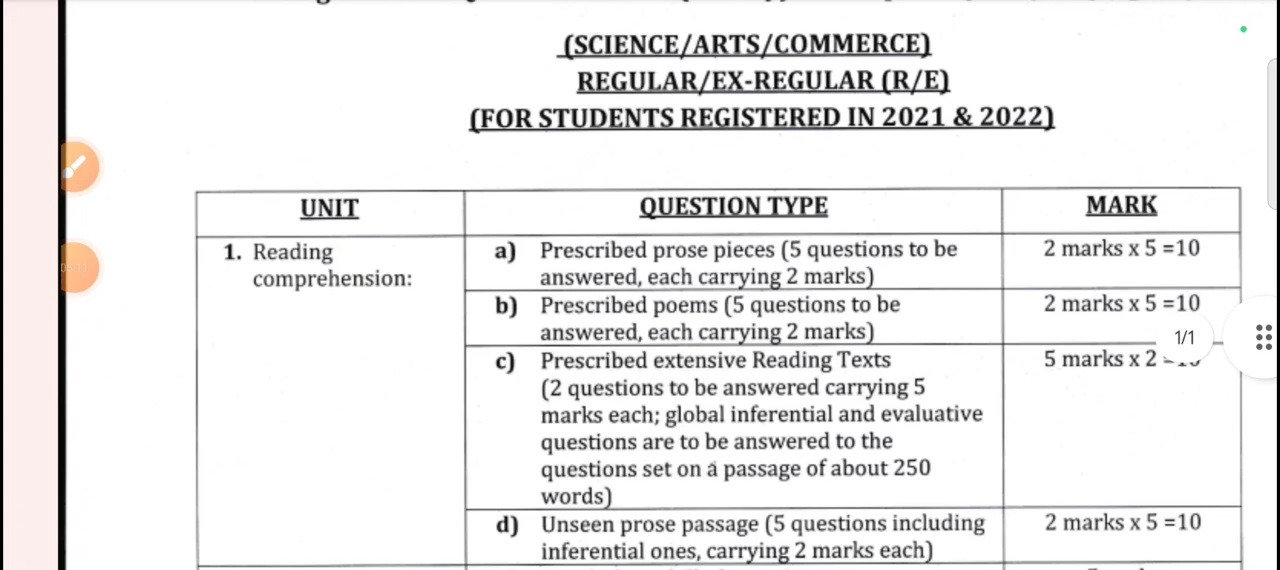 (SCIENCE/ARTS/COMMERCE)
REGULAR/EX-REGULAR (R/E)
(FOR STUDENTS REGISTERED IN 2021 & 2022)
UNIT
QUESTION TYPE
MARK
1. Reading
comprehension:
a) Prescribed prose pieces (5 questions to be
answered, each carrying 2 marks)
2 marks x 5 =10
b) Prescribed poems (5 questions to be
answered, each carrying 2 marks)
2 marks x 5 =10
1/1
c) Prescribed extensive Reading Texts
(2 questions to be answered carrying 5
marks each; global inferential and evaluative
questions are to be answered to the
questions set on a passage of about 250
words)
5 marks x 2
d) Unseen prose passage (5 questions including
inferential ones, carrying 2 marks each)
2 marks x 5 =10